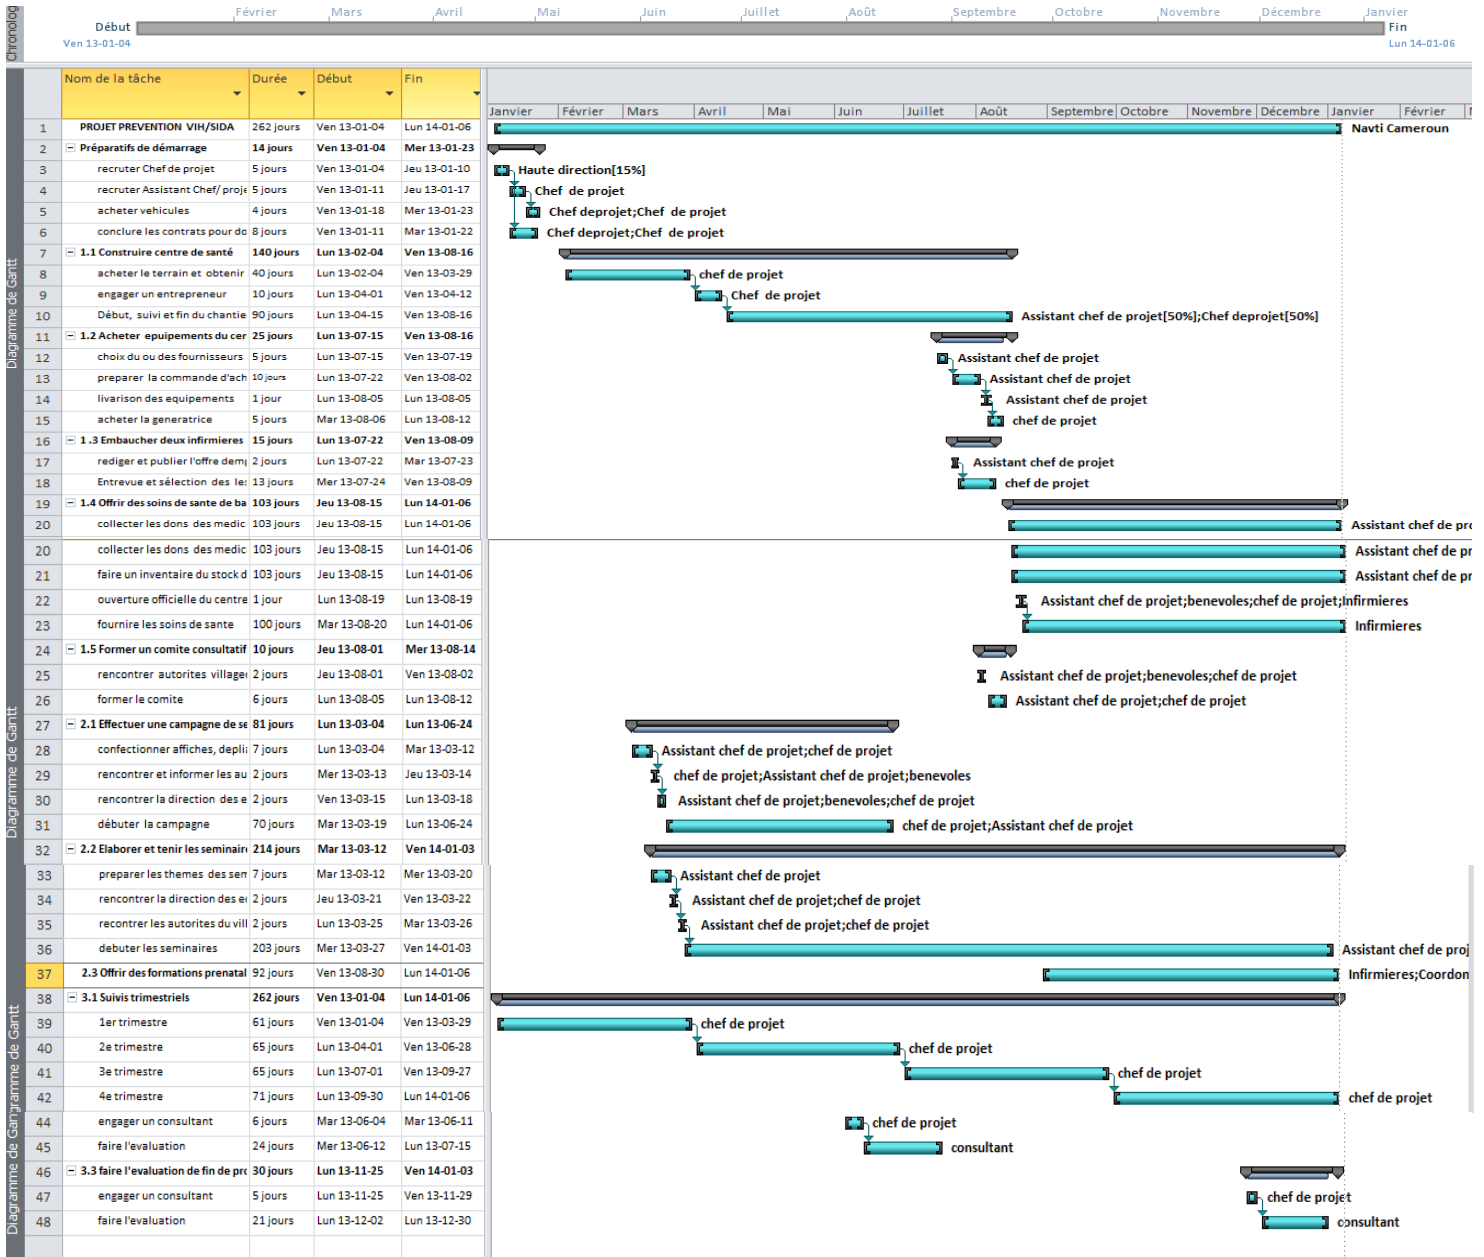 Chronolog
Février Mars Avril Mai Juin Juillet Août Septembre Octobre Novembre Décembre Janvier
Début Fin
Ven 13-01-04 Lun 14-01-06
Diagramme de Gantt
Nom de la tâche Durée Début Fin
Janvier Février Mars Avril Mai Juin Juillet Août Septembre Octobre Novembre Décembre Janvier Février
1 PROJET PREVENTION VIH/SIDA 262 jours Ven 13-01-04 Lun 14-01-06 Navti Cameroun
2 Préparatifs de démarrage 14 jours Ven 13-01-04 Mer 13-01-23
3 recruter Chef de projet 5 jours Ven 13-01-04 Jeu 13-01-10 Haute direction[15%]
4 recruter Assistant Chef/ proje 5 jours Ven 13-01-11 Jeu 13-01-17 Chef de projet
5 acheter vehicules 4 jours Ven 13-01-18 Mer 13-01-23 Chef deprojet;Chef de projet
6 conclure les contrats pour do 8 jours Ven 13-01-11 Mar 13-01-22 Chef deprojet;Chef de projet
7 1.1 Construire centre de santé 140 jours Lun 13-02-04 Ven 13-08-16
8 acheter le terrain et obtenir 40 jours Lun 13-02-04 Ven 13-03-29 chef de projet
9 engager un entrepreneur 10 jours Lun 13-04-01 Ven 13-04-12 Chef de projet
10 Début, suivi et fin du chantie 90 jours Lun 13-04-15 Ven 13-08-16 Assistant chef de projet[50%];Chef deprojet[50%]
11 1.2 Acheter equipements du cer 25 jours Lun 13-07-15 Ven 13-08-16
12 choix du ou des fournisseurs 5 jours Lun 13-07-15 Ven 13-07-19 Assistant chef de projet
13 preparer la commande d'ach 10 jours Lun 13-07-22 Ven 13-08-02 Assistant chef de projet
14 livarison des equipements 1 jour Lun 13-08-05 Lun 13-08-05 Assistant chef de projet
15 acheter la generatrice 5 jours Mar 13-08-06 Lun 13-08-12 chef de projet
16 1 .3 Embaucher deux infirmieres 15 jours Lun 13-07-22 Ven 13-08-09
17 rediger et publier l'offre demp 2 jours Lun 13-07-22 Mar 13-07-23 Assistant chef de projet
18 Entrevue et sélection des les 13 jours Mer 13-07-24 Ven 13-08-09 chef de projet
19 1.4 Offrir des soins de sante de ba 103 jours Jeu 13-08-15 Lun 14-01-06
20 collecter les dons des medic 103 jours Jeu 13-08-15 Lun 14-01-06 Assistant chef de pro
20 collecter les dons des medic 103 jours Jeu 13-08-15 Lun 14-01-06 Assistant chef de pr
21 faire un inventaire du stock d 103 jours Jeu 13-08-15 Lun 14-01-06 Assistant chef de pr
22 ouverture officielle du centre 1 jour Lun 13-08-19 Lun 13-08-19 Assistant chef de projet;benevoles;chef de projet;Infirmieres
23 fournire les soins de sante 100 jours Mar 13-08-20 Lun 14-01-06 Infirmieres
24 1.5 Former un comite consultatif 10 jours Jeu 13-08-01 Mer 13-08-14
25 rencontrer autorites village 2 jours Jeu 13-08-01 Ven 13-08-02 Assistant chef de projet;benevoles;chef de projet
26 former le comite 6 jours Lun 13-08-05 Lun 13-08-12 Assistant chef de projet;chef de projet
Diagramme de Gantt
27 2.1 Effectuer une campagne de se 81 jours Lun 13-03-04 Lun 13-06-24
28 confectionner affiches, deplia 7 jours Lun 13-03-04 Mar 13-03-12 Assistant chef de projet;chef de projet
29 rencontrer et informer les au 2 jours Mer 13-03-13 Jeu 13-03-14 chef de projet;Assistant chef de projet;benevoles
30 rencontrer la direction des e 2 jours Ven 13-03-15 Lun 13-03-18 Assistant chef de projet;benevoles;chef de projet
31 débuter la campagne 70 jours Mar 13-03-19 Lun 13-06-24 chef de projet;Assistant chef de projet
32 2.2 Elaborer et tenir les seminair 214 jours Mar 13-03-12 Ven 14-01-03
33 preparer les themes des sem 7 jours Mar 13-03-12 Mer 13-03-20 Assistant chef de projet
34 rencontrer la direction des e 2 jours Jeu 13-03-21 Ven 13-03-22 Assistant chef de projet;chef de projet
35 recontrer les autorites du vill 2 jours Lun 13-03-25 Mar 13-03-26 Assistant chef de projet;chef de projet
36 debuter les seminaires 203 jours Mer 13-03-27 Ven 14-01-03 Assistant chef de proj
37 2.3 Offrir des formations prenatal 92 jours Ven 13-08-30 Lun 14-01-06 Infirmieres;Coordon
38 3.1 Suivis trimestriels 262 jours Ven 13-01-04 Lun 14-01-06
39 1er trimestre 61 jours Ven 13-01-04 Ven 13-03-29 chef de projet
40 2e trimestre 65 jours Lun 13-04-01 Ven 13-06-28 chef de projet
41 3e trimestre 65 jours Lun 13-07-01 Ven 13-09-27 chef de projet
42 4e trimestre 71 jours Lun 13-09-30 Lun 14-01-06 chef de projet
Diagramme de Gan
gramme de Gantt
44 engager un consultant 6 jours Mar 13-06-04 Mar 13-06-11 chef de projet
45 faire l'evaluation 24 jours Mer 13-06-12 Lun 13-07-15 consultant
46 3.3 faire l'evaluation de fin de pro 30 jours Lun 13-11-25 Ven 14-01-03
47 engager un consultant 5 jours Lun 13-11-25 Ven 13-11-29 chef de projet
48 faire l'evaluation 21 jours Lun 13-12-02 Lun 13-12-30 consultant